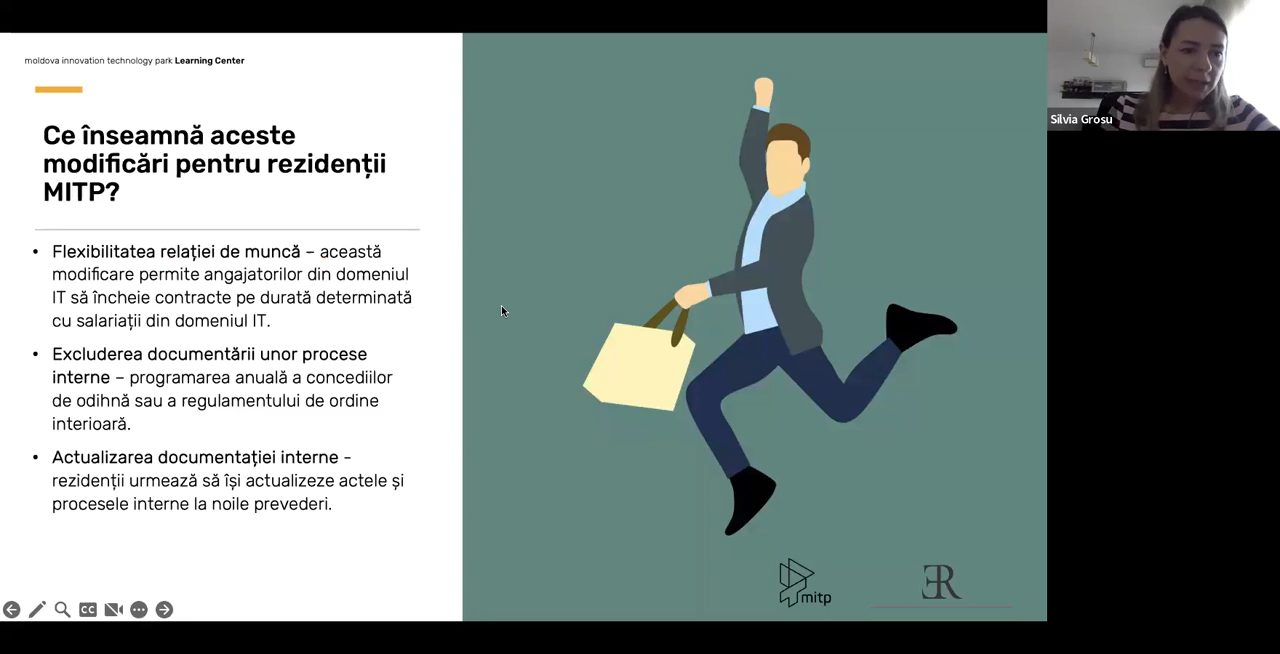 moldova innovation technology park Learning Center
Silvia Grosu
Ce înseamnă aceste
modificări pentru rezidenții
MITP?
• Flexibilitatea relației de muncă – această
modificare permite angajatorilor din domeniul
IT să încheie contracte pe durată determinată
cu salariații din domeniul IT.
• Excluderea documentării unor procese
interne – programarea anuală a concediilor
de odihnă sau a regulamentului de ordine
interioară.
• Actualizarea documentației interne -
rezidenții urmează să își actualizeze actele și
procesele interne la noile prevederi.
mitp
ER
CC